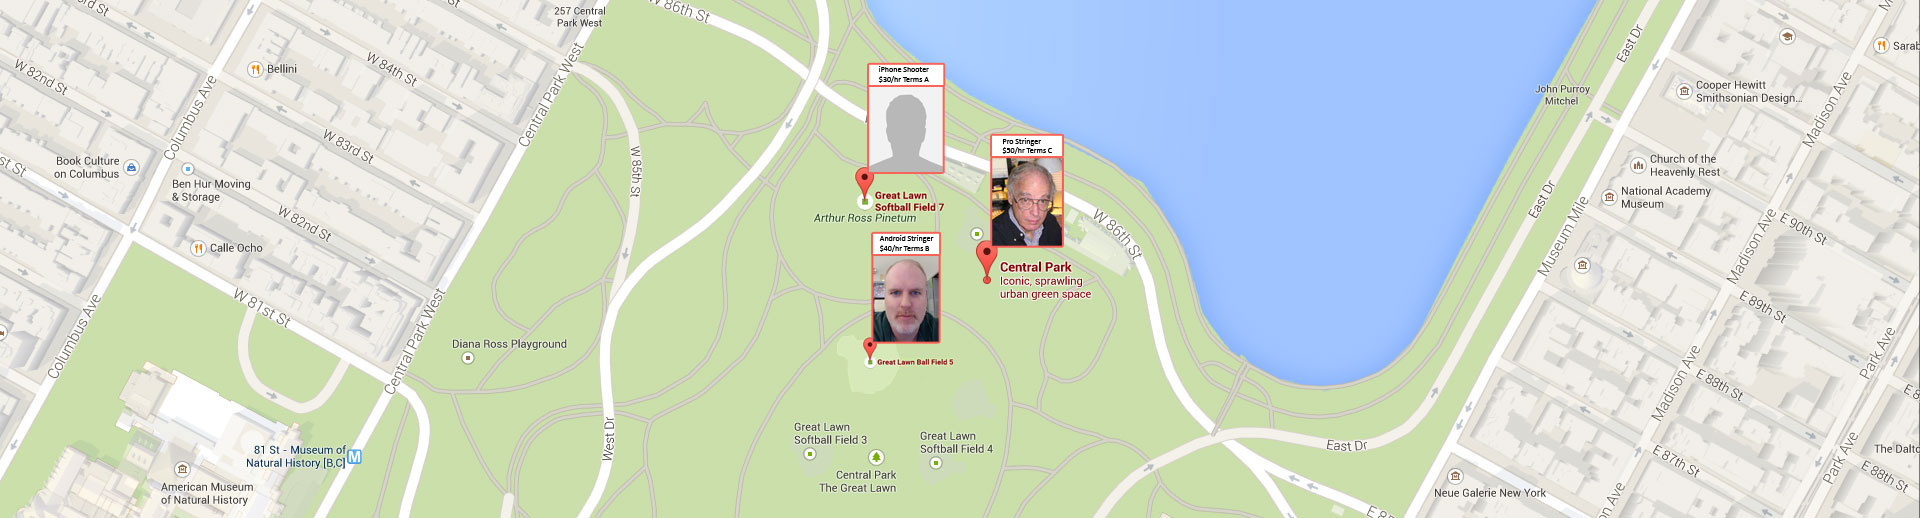 257 Central
Park West
W 86th St
East Dr
Sarab
W 82nd St
Bellini
W 84th St
Central Park West
Columbus Ave
iPhone Shooter
$30/hr Terms A
John Purroy
Mitchel
Cooper Hewitt
Smithsonian Design...
Madison Ave
W 83rd St
Pro Stringer
$50/hr Terms C
Book Culture
on Columbus
Ben Hur Moving
& Storage
W 85th St
Great Lawn
Softball Field 7
Arthur Ross Pinetum
Church of the
Heavenly Rest
National Academy
Museum
East Dr
W 82nd St
Calle Ocho
Android Stringer
$40/hr Terms B
W 86th St
Museum Mile
E 90th St
Madison Ave
Central Park
Iconic, sprawling
urban green space
W 81st St
Columbus Ave
Central Park West
E 89th St
Diana Ross Playground
Great Lawn Ball Field 5
Park Ave
Madison Ave
E 88th St
Great Lawn
Softball Field 3
Great Lawn
Softball Field 4
West Dr
East Dr
81 St - Museum of
Natural History [B,C]
Central Park
The Great Lawn
American Museum
of Natural History
E 87th St
Park Ave
The Dalto
E 88th St
Neue Galerie New York